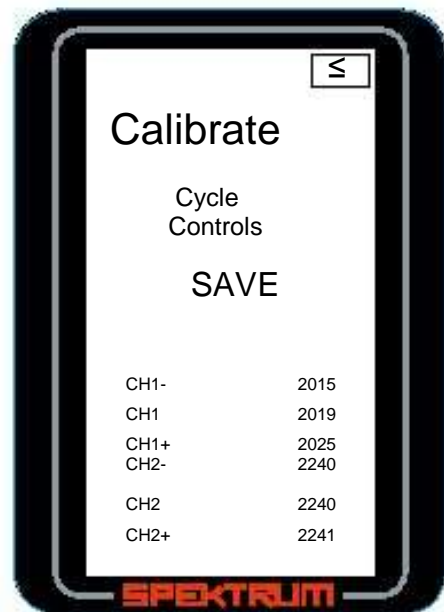 ≤
Calibrate
Cycle
Controls
SAVE
CH1- 2015
CH1 2019
CH1+ 2025
CH2- 2240
CH2 2240
CH2+ 2241
SPEKTRUM